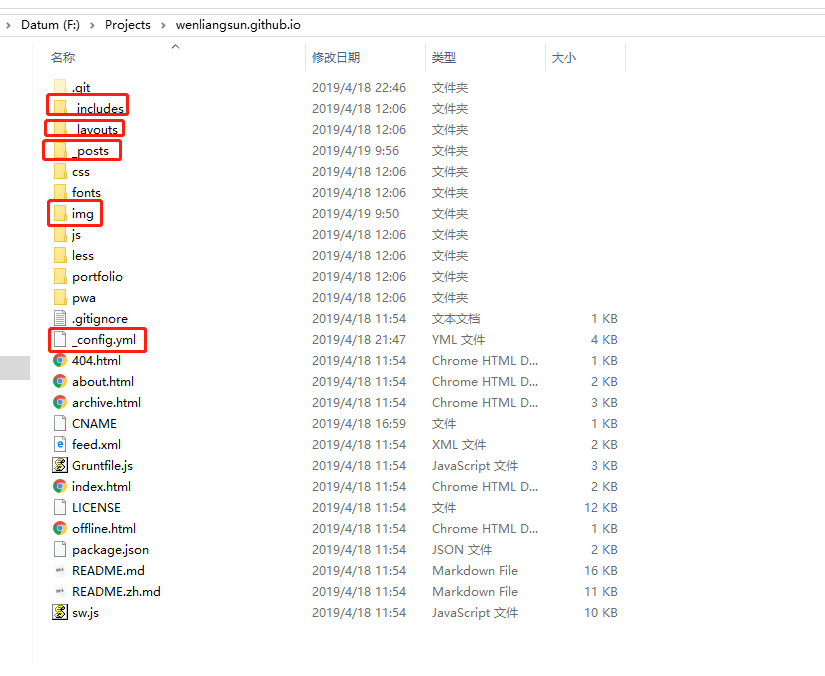 Datum (F:) Projects wenliangsun.github.io
名称 修改日期 类型 大小
.git 2019/4/18 22:46 文件夹
_includes 2019/4/18 12:06 文件夹
_layouts 2019/4/18 12:06 文件夹
_posts 2019/4/19 9:56 文件夹
css 2019/4/18 12:06 文件夹
fonts 2019/4/18 12:06 文件夹
img 2019/4/19 9:50 文件夹
js 2019/4/18 12:06 文件夹
less 2019/4/18 12:06 文件夹
portfolio 2019/4/18 12:06 文件夹
pwa 2019/4/18 12:06 文件夹
.gitignore 2019/4/18 11:54 文本文档 1 KB
_config.yml 2019/4/18 21:47 YML 文件 4 KB
404.html 2019/4/18 11:54 Chrome HTML D... 1 KB
about.html 2019/4/18 11:54 Chrome HTML D... 2 KB
archive.html 2019/4/18 11:54 Chrome HTML D... 3 KB
CNAME 2019/4/18 16:59 文件 1 KB
feed.xml 2019/4/18 11:54 XML 文件 2 KB
Gruntfile.js 2019/4/18 11:54 JavaScript 文件 3 KB
index.html 2019/4/18 11:54 Chrome HTML D... 2 KB
LICENSE 2019/4/18 11:54 文件 12 KB
offline.html 2019/4/18 11:54 Chrome HTML D... 1 KB
package.json 2019/4/18 11:54 JSON 文件 2 KB
README.md 2019/4/18 11:54 Markdown File 16 KB
README.zh.md 2019/4/18 11:54 Markdown File 11 KB
sw.js 2019/4/18 11:54 JavaScript 文件 10 KB